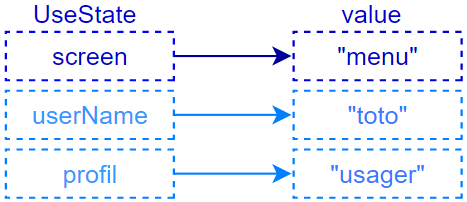 UseState value
screen "menu"
userName "toto"
profil "usager"